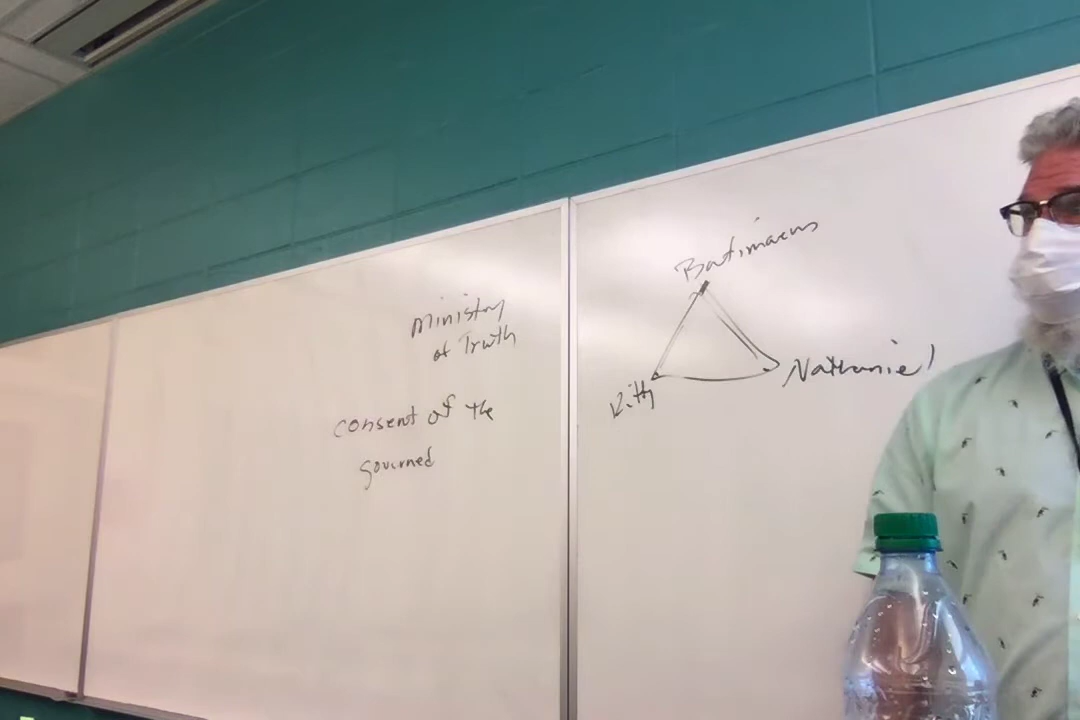 Ministry
of Truth
consent of the
governed
Bartimaeus
Kitty
Nathaniel